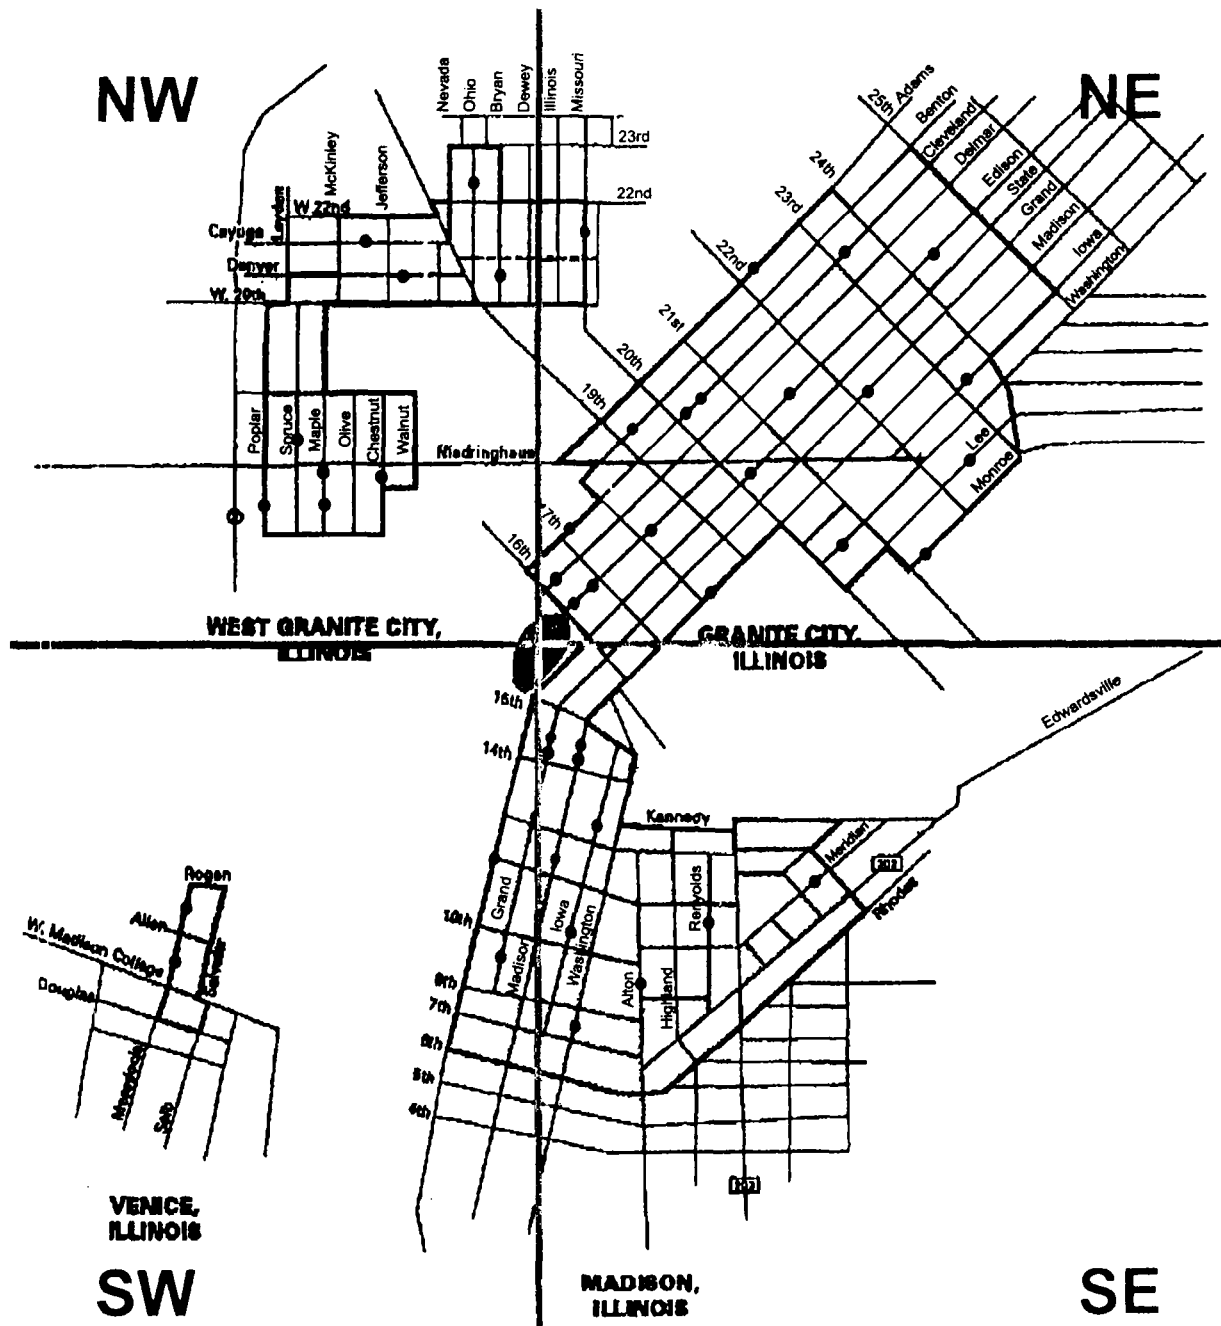 NW
NE
Nevada
Ohio
Bryan
Dewey
Illinois
Missouri
23rd
22nd
McKinley
Jefferson
Leyden
W 22nd
Cayuga
Denver
W. 20th
Adams
Benton
Cleveland
Delmar
Edison
State
Grand
Madison
Iowa
Washington
25th
24th
23rd
22nd
21st
20th
19th
17th
16th
Poplar
Spruce
Maple
Olive
Chestnut
Walnut
Niedringhaus
Lee
Monroe
WEST GRANITE CITY,
ILLINOIS
GRANITE CITY,
ILLINOIS
15th
14th
Edwardsville
Kennedy
Meridian
203
Rhodes
Renyolds
Grand
Iowa
Washington
Madison
10th
Alton
Highland
7th
6th
5th
4th
203
Rogan
Allen
W. Madison College
Douglas
Selb
VENICE,
ILLINOIS
MADISON,
ILLINOIS
SW
SE